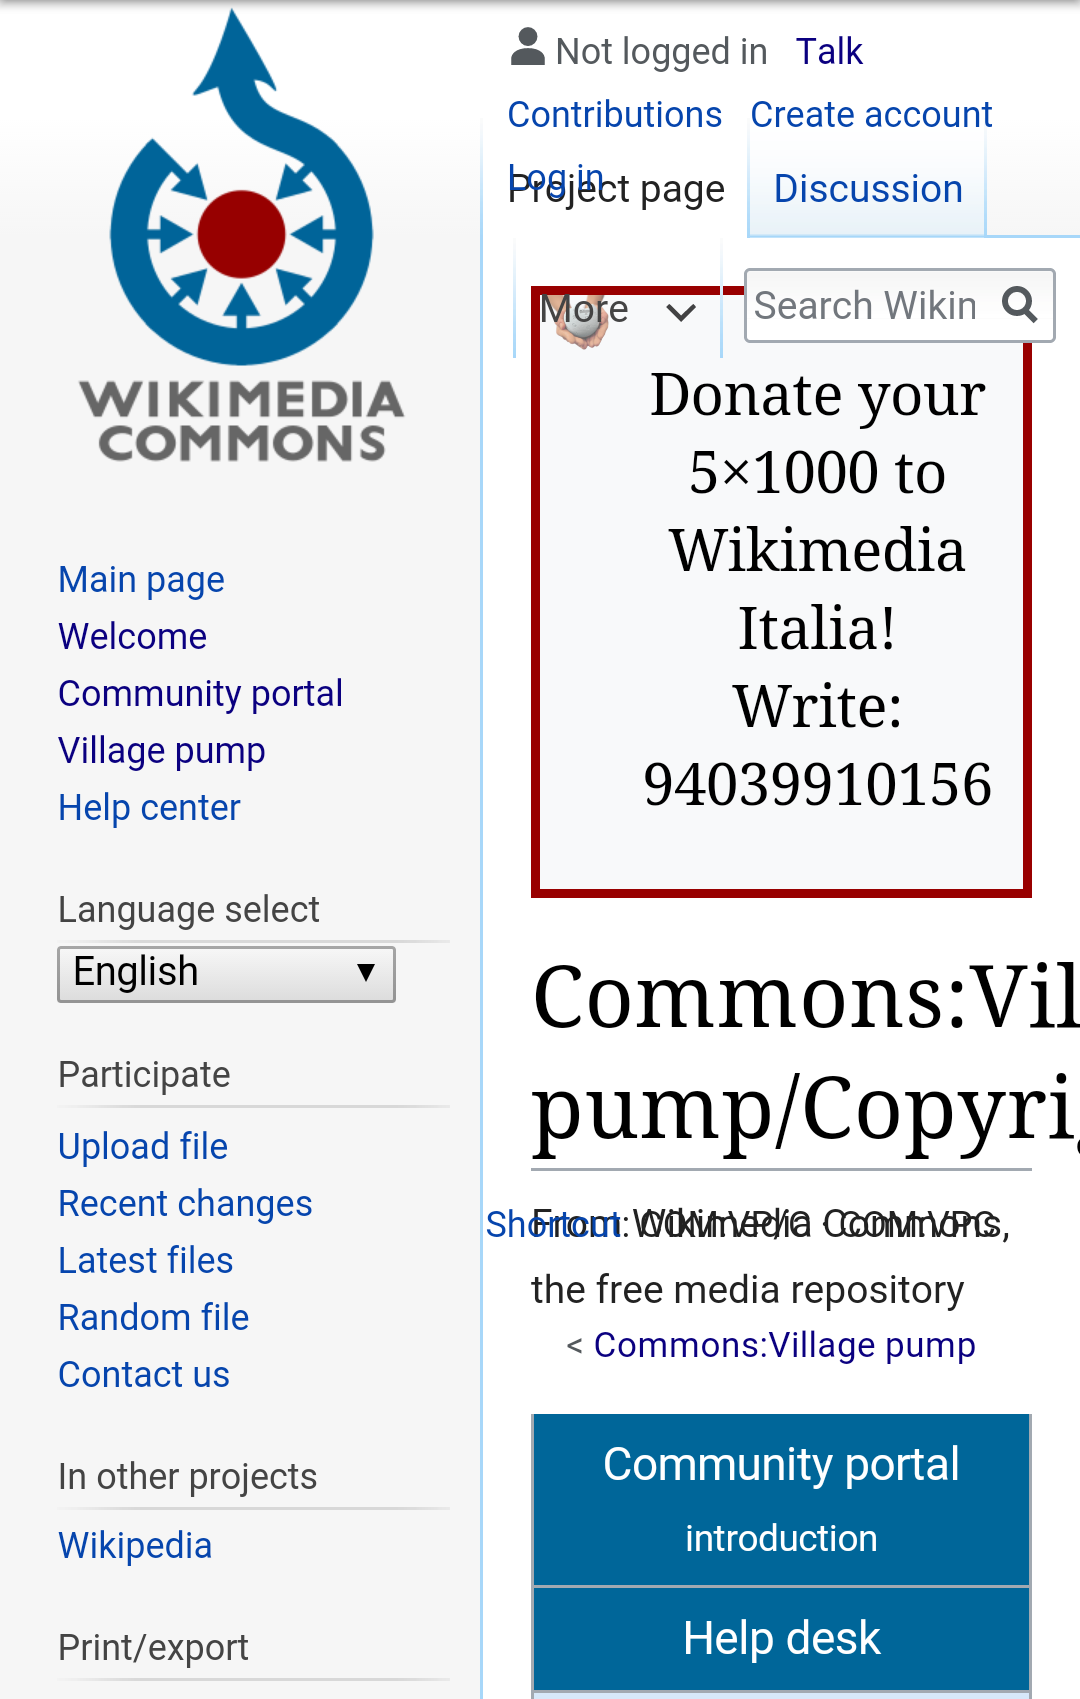 WIKIMEDIA
COMMONS
Main page
Welcome
Community portal
Village pump
Help center
Language select
English
Participate
Upload file
Recent changes
Latest files
Random file
Contact us
In other projects
Wikipedia
Print/export
Not logged in Talk
Contributions Create account
Log in
Project page Discussion
More
Search Wikin
Donate your
5×1000 to
Wikimedia
Italia!
Write:
94039910156
Commons:Vil
pump/Copyri
Shortcut: COM:VP/C · COM:VPC
From Wikimedia Commons,
the free media repository
< Commons:Village pump
Community portal
introduction
Help desk